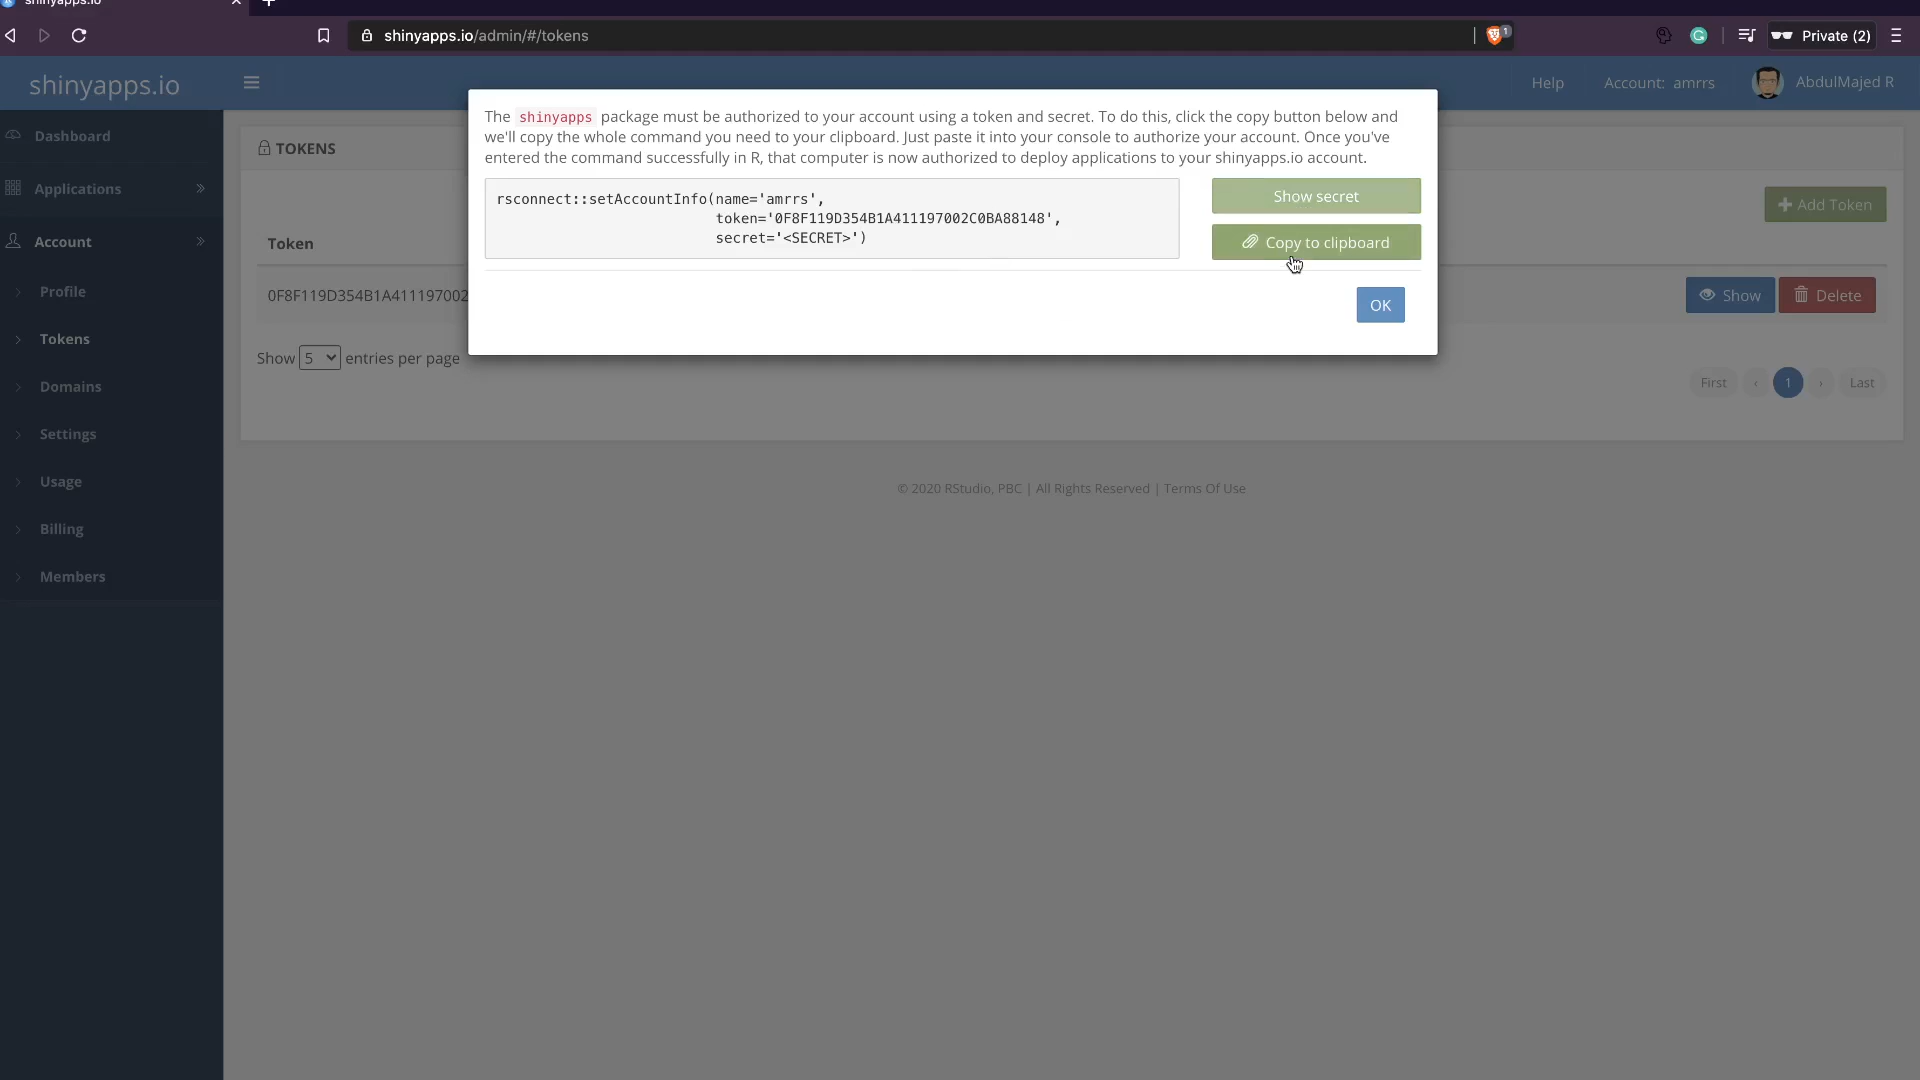 shinyapps.io
shinyapps.io/admin/#/tokens
1
Private (2)
shinyapps.io
Help
Account: amrrs
AbdulMajed R
Dashboard
Applications
Account
Profile
Tokens
Domains
Settings
Usage
Billing
Members
TOKENS
+ Add Token
Token
0F8F119D354B1A411197002
Show
Delete
Show 5 entries per page
First ‹ 1 › Last
© 2020 RStudio, PBC | All Rights Reserved | Terms Of Use
The shinyapps package must be authorized to your account using a token and secret. To do this, click the copy button below and
we'll copy the whole command you need to your clipboard. Just paste it into your console to authorize your account. Once you've
entered the command successfully in R, that computer is now authorized to deploy applications to your shinyapps.io account.
rsconnect::setAccountInfo(name='amrrs',
token='0F8F119D354B1A411197002C0BA88148',
secret='<SECRET>')
Show secret
Copy to clipboard
OK